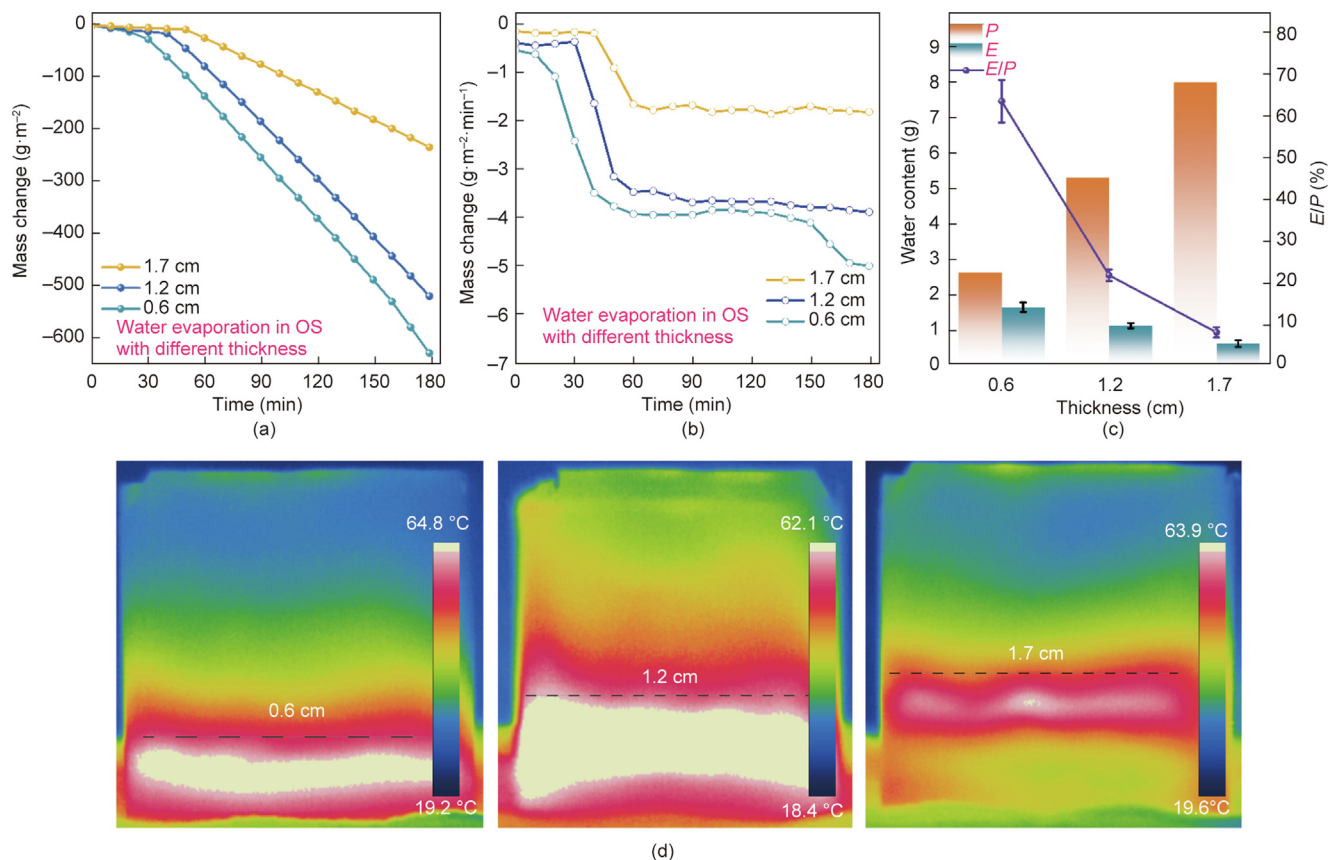 0
–100
–200
–300
–400
–500
–600
Mass change (g·m⁻²)
1.7 cm
1.2 cm
0.6 cm
Water evaporation in OS
with different thickness
0 30 60 90 120 150 180
Time (min)
(a)
0
–1
–2
–3
–4
–5
–6
–7
Mass change (g·m⁻²·min⁻¹)
1.7 cm
1.2 cm
0.6 cm
Water evaporation in OS
with different thickness
0 30 60 90 120 150 180
Time (min)
(b)
P
E
E/P
9
8
7
6
5
4
3
2
1
0
Water content (g)
80
70
60
50
40
30
20
10
0
E/P (%)
0.6 1.2 1.7
Thickness (cm)
(c)
64.8 °C
0.6 cm
19.2 °C
62.1 °C
1.2 cm
18.4 °C
63.9 °C
1.7 cm
19.6°C
(d)